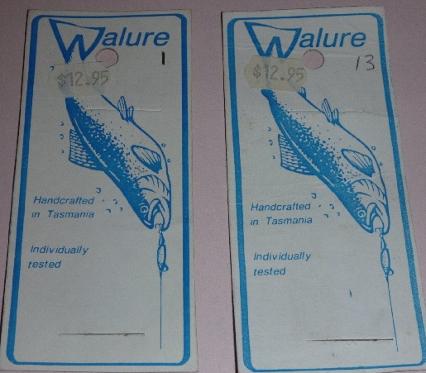 Walure
1
$12.95
Handcrafted
in Tasmania
Individually
tested
Walure
13
$12.95
Handcrafted
in Tasmania
Individually
tested